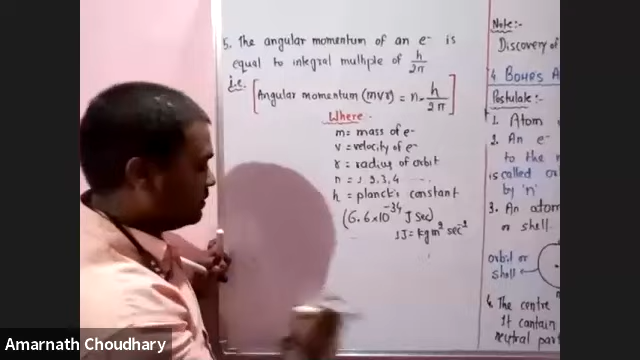 5. The angular momentum of an e⁻ is
equal to integral multiple of h/2π
i.e. [Angular momentum (mvr) = n. h/2π]
Where
m = mass of e⁻
v = velocity of e⁻
r = radius of orbit
n = 1 2, 3, 4 ....
h = planck's constant
(6.6 x 10⁻³⁴ J sec)
1J = kg m² sec⁻²
Note:-
Discovery of
4 BOHR'S A
Postulate:-
1. Atom
2. An e⁻
to the n
is called or
by 'n'
3. An atom
or shell.
orbit or
shell
4. The centre
It contain
neutral par
Amarnath Choudhary